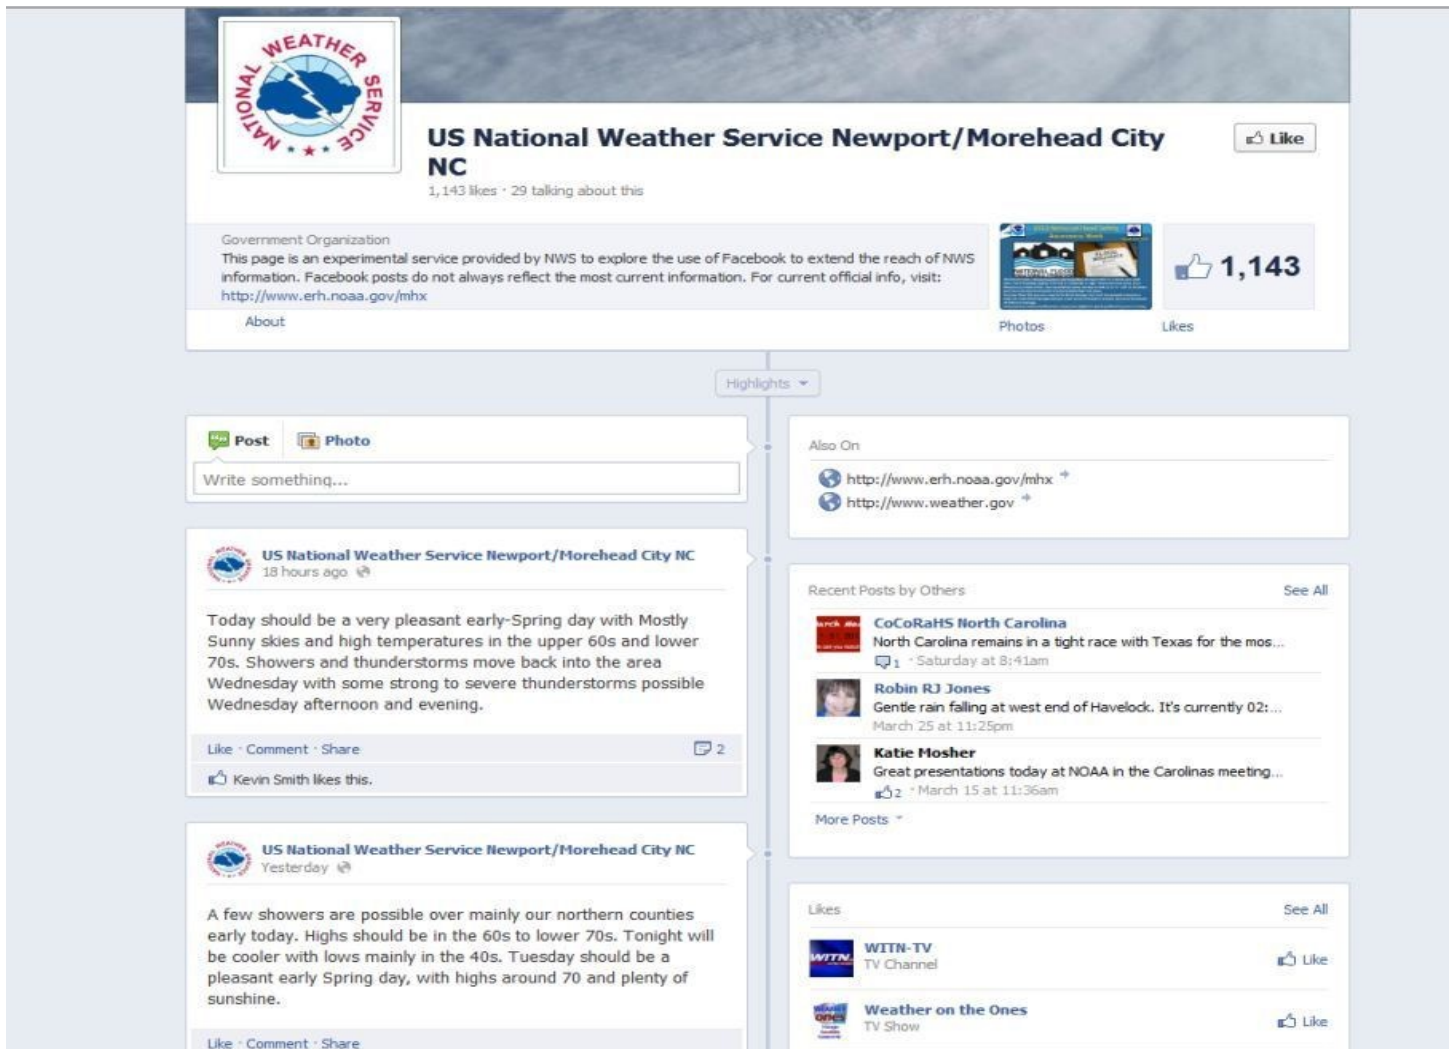 NATIONAL WEATHER SERVICE
US National Weather Service Newport/Morehead City
NC
Like
1,143 likes · 29 talking about this
Government Organization
This page is an experimental service provided by NWS to explore the use of Facebook to extend the reach of NWS
information. Facebook posts do not always reflect the most current information. For current official info, visit:
http://www.erh.noaa.gov/mhx
About
Photos
1,143
Likes
Highlights
Post
Photo
Write something...
US National Weather Service Newport/Morehead City NC
18 hours ago
Today should be a very pleasant early-Spring day with Mostly
Sunny skies and high temperatures in the upper 60s and lower
70s. Showers and thunderstorms move back into the area
Wednesday with some strong to severe thunderstorms possible
Wednesday afternoon and evening.
Like · Comment · Share
2
Kevin Smith likes this.
US National Weather Service Newport/Morehead City NC
Yesterday
A few showers are possible over mainly our northern counties
early today. Highs should be in the 60s to lower 70s. Tonight will
be cooler with lows mainly in the 40s. Tuesday should be a
pleasant early Spring day, with highs around 70 and plenty of
sunshine.
Like · Comment · Share
Also On
http://www.erh.noaa.gov/mhx
http://www.weather.gov
Recent Posts by Others
See All
CoCoRaHS North Carolina
North Carolina remains in a tight race with Texas for the mos...
1 · Saturday at 8:41am
Robin RJ Jones
Gentle rain falling at west end of Havelock. It's currently 02:...
March 25 at 11:25pm
Katie Mosher
Great presentations today at NOAA in the Carolinas meeting...
2 · March 15 at 11:36am
More Posts
Likes
See All
WITN
WITN-TV
TV Channel
Like
Weather on the Ones
TV Show
Like